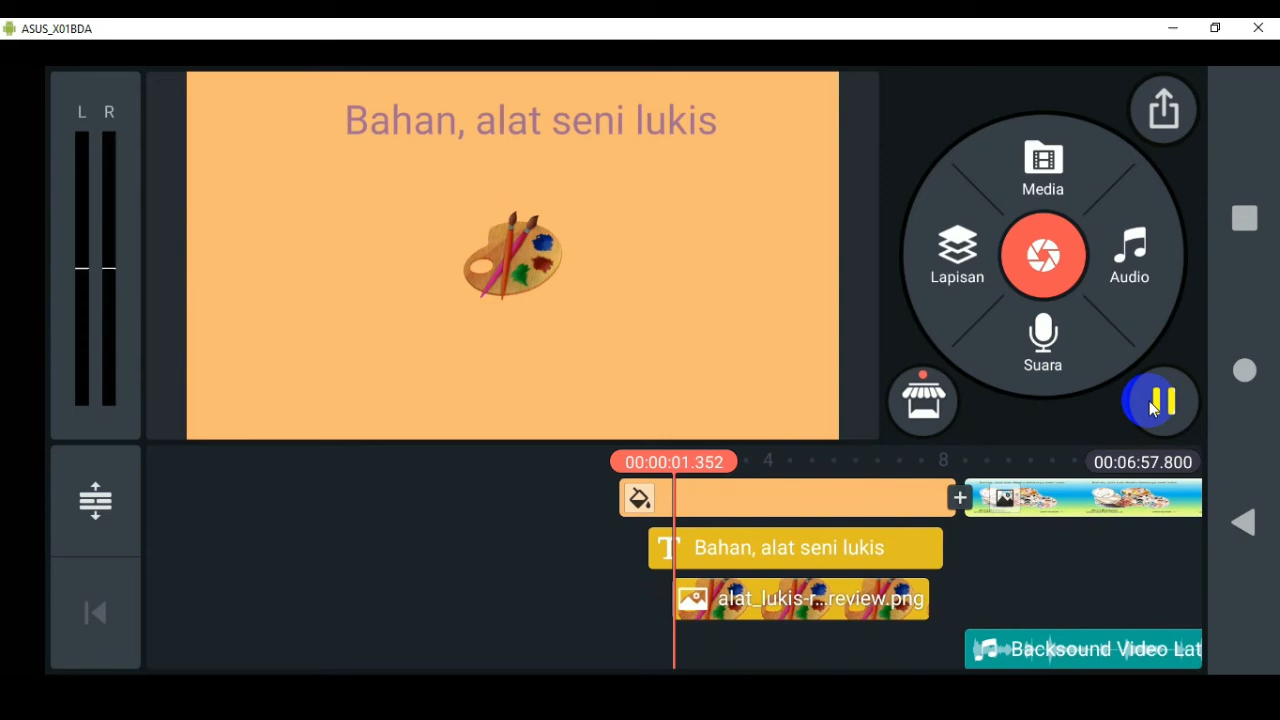 ASUS_X01BDA
L R
Bahan, alat seni lukis
Media
Lapisan
Audio
Suara
00:00:01.352
4
8
00:06:57.800
Bahan, alat seni lukis
alat_lukis-r...review.png
Backsound Video Lat